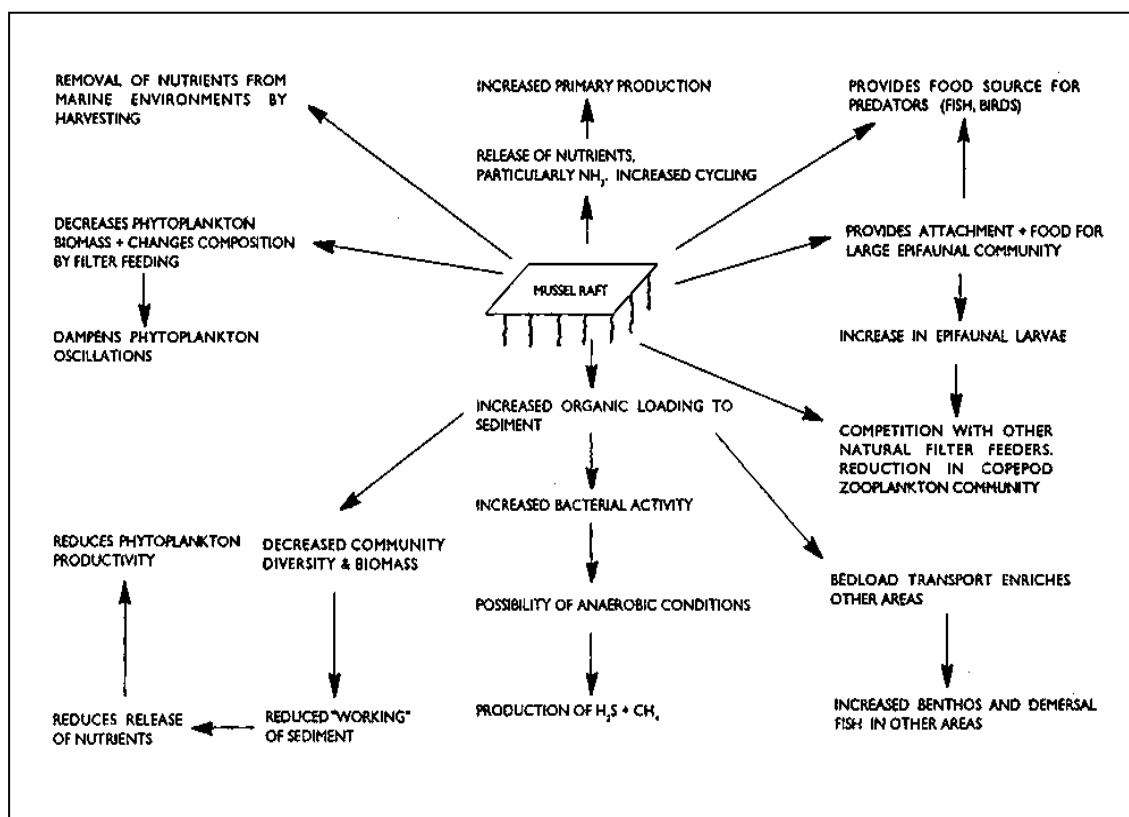 REMOVAL OF NUTRIENTS FROM
MARINE ENVIRONMENTS BY
HARVESTING
INCREASED PRIMARY PRODUCTION
PROVIDES FOOD SOURCE FOR
PREDATORS (FISH, BIRDS)
RELEASE OF NUTRIENTS,
PARTICULARLY NH₃. INCREASED CYCLING
DECREASES PHYTOPLANKTON
BIOMASS + CHANGES COMPOSITION
BY FILTER FEEDING
PROVIDES ATTACHMENT + FOOD FOR
LARGE EPIFAUNAL COMMUNITY
MUSSEL RAFT
DAMPENS PHYTOPLANKTON
OSCILLATIONS
INCREASE IN EPIFAUNAL LARVAE
INCREASED ORGANIC LOADING TO
SEDIMENT
COMPETITION WITH OTHER
NATURAL FILTER FEEDERS.
REDUCTION IN COPEPOD
ZOOPLANKTON COMMUNITY
INCREASED BACTERIAL ACTIVITY
REDUCES PHYTOPLANKTON
PRODUCTIVITY
DECREASED COMMUNITY
DIVERSITY & BIOMASS
BEDLOAD TRANSPORT ENRICHES
OTHER AREAS
POSSIBILITY OF ANAEROBIC CONDITIONS
REDUCES RELEASE
OF NUTRIENTS
REDUCED "WORKING"
OF SEDIMENT
PRODUCTION OF H₂S + CH₄
INCREASED BENTHOS AND DEMERSAL
FISH IN OTHER AREAS